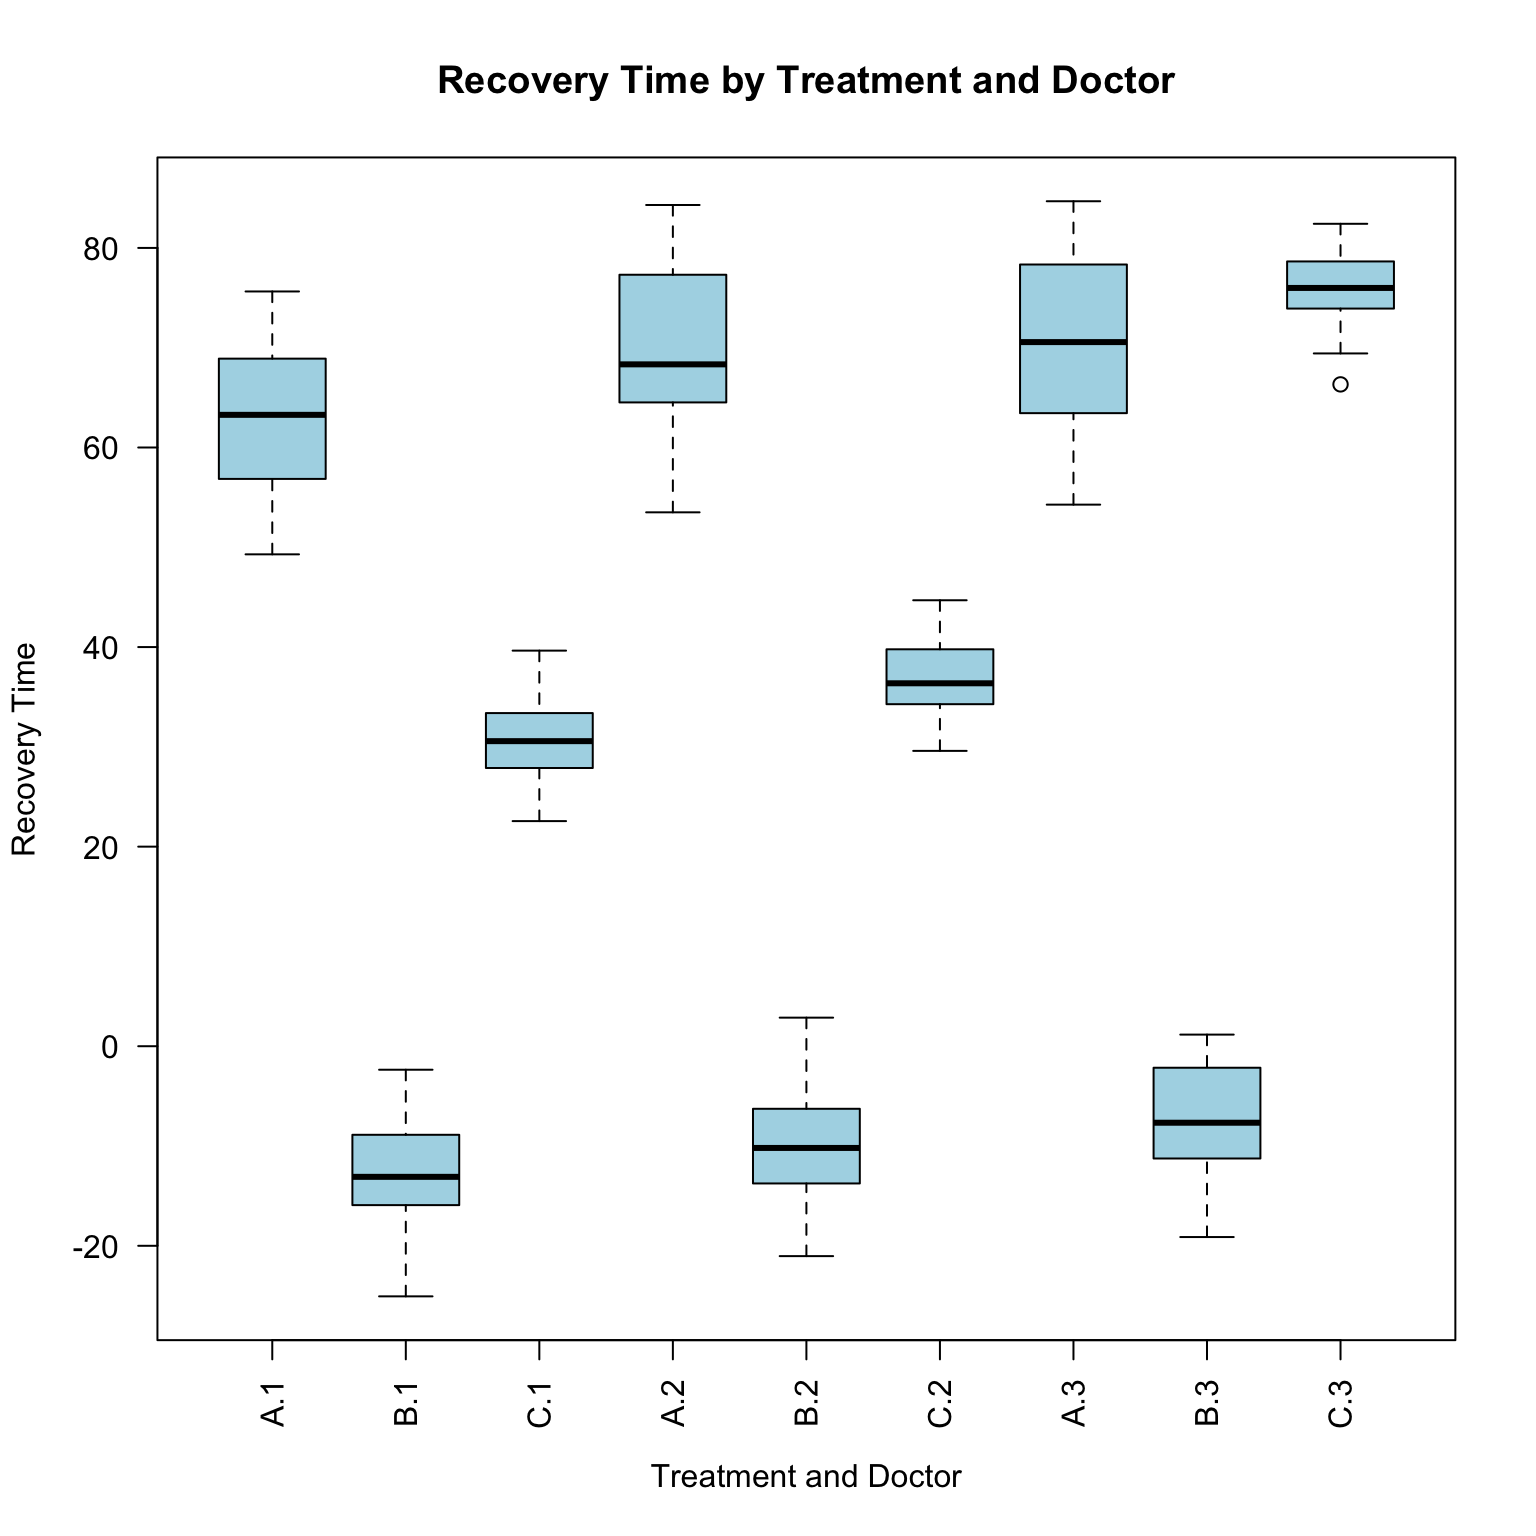 Recovery Time by Treatment and Doctor
Recovery Time
80
60
40
20
0
-20
A.1
B.1
C.1
A.2
B.2
C.2
A.3
B.3
C.3
Treatment and Doctor